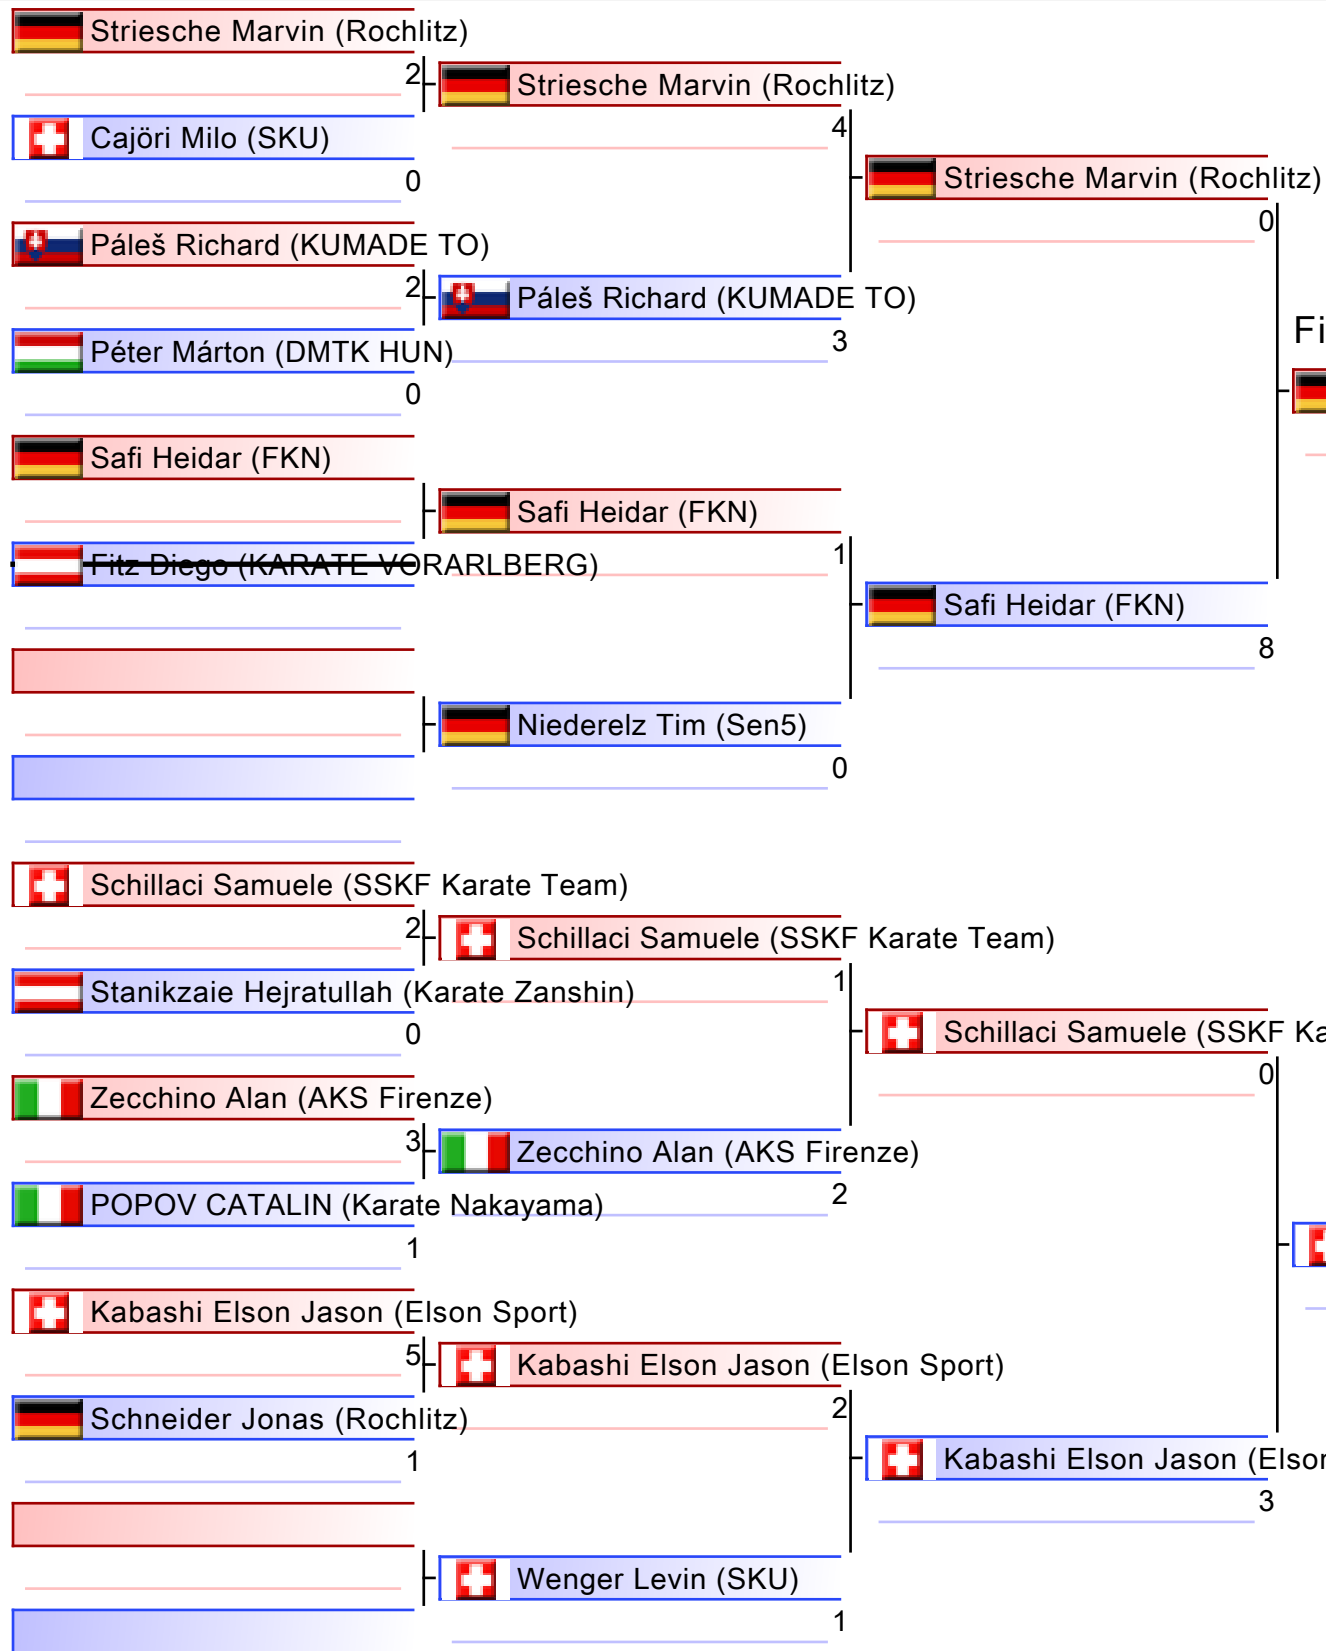 Striesche Marvin (Rochlitz)
2
Striesche Marvin (Rochlitz)
4
Cajöri Milo (SKU)
0
Striesche Marvin (Rochlitz)
0
Páleš Richard (KUMADE TO)
2
Páleš Richard (KUMADE TO)
3
Péter Márton (DMTK HUN)
0
Fi
Safi Heidar (FKN)
Safi Heidar (FKN)
1
Fitz Diego (KARATE VORARLBERG)
Safi Heidar (FKN)
8
Niederelz Tim (Sen5)
0
Schillaci Samuele (SSKF Karate Team)
2
Schillaci Samuele (SSKF Karate Team)
1
Stanikzaie Hejratullah (Karate Zanshin)
0
Schillaci Samuele (SSKF Ka
0
Zecchino Alan (AKS Firenze)
3
Zecchino Alan (AKS Firenze)
2
POPOV CATALIN (Karate Nakayama)
1
Kabashi Elson Jason (Elson Sport)
5
Kabashi Elson Jason (Elson Sport)
2
Schneider Jonas (Rochlitz)
1
Kabashi Elson Jason (Elson
3
Wenger Levin (SKU)
1